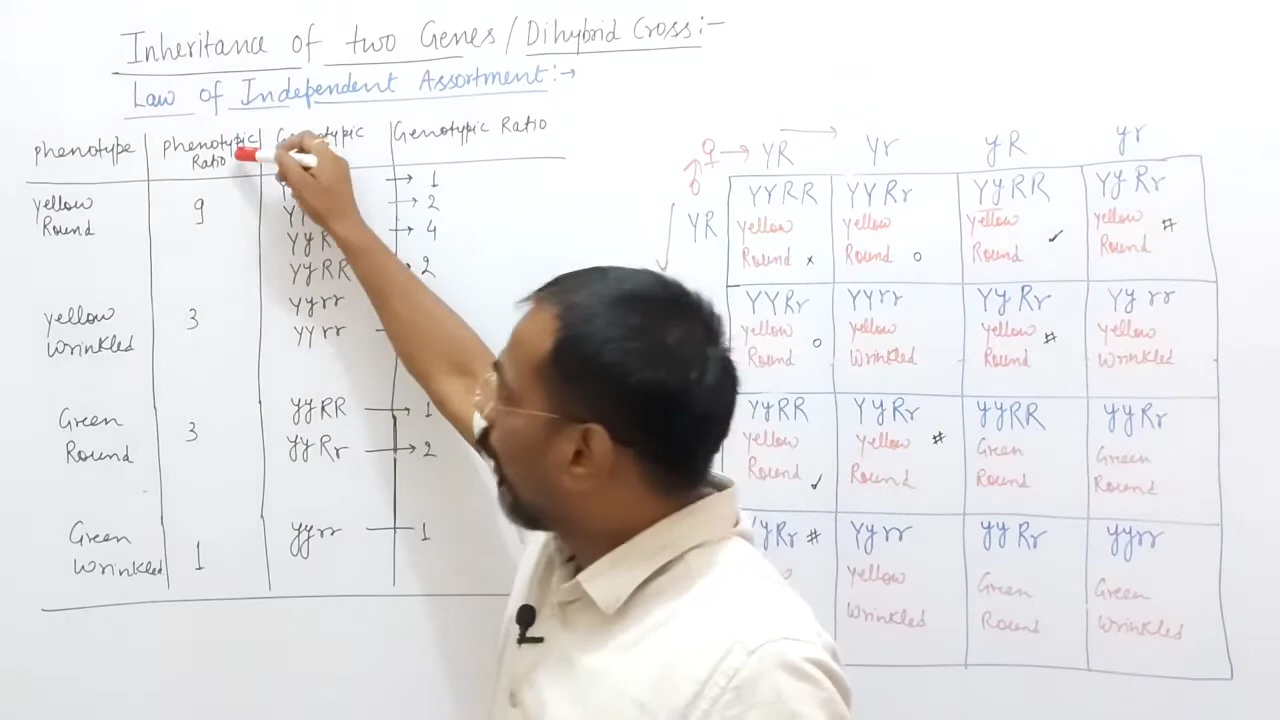 Inheritance of two Genes / Dihybrid Cross:-
Law of Independent Assortment:→
Phenotype
Phenotypic Ratio
Genotypic Ratio
yellow Round
9
→ 1
→ 2
→ 4
YyRR 2
yellow Wrinkled
3
Yyrr
YYrr
Green Round
3
yyRR → 1
yyRr → 2
Green Wrinkled
1
yyrr 1
♀ → YR Yr yR yr
♂
YR
YYRR YYRr YyRR YyRr
yellow yellow yellow yellow
Round x Round o Round ✓ Round #
YYRr YYrr YyRr YyRr
yellow yellow yellow yellow
Round o Wrinkled Round # Wrinkled
YyRR YyRr yyRR yyRr
yellow yellow Green Green
Round ✓ Round # Round Round
YyRr # Yyrr yyRr yyrr
yellow Green Green
Wrinkled Round Wrinkled